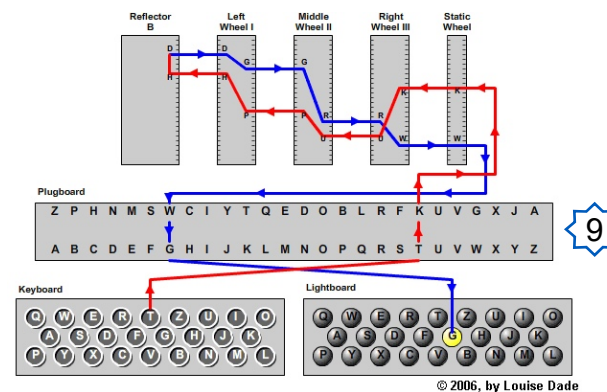 Reflector B
Left Wheel I
Middle Wheel II
Right Wheel III
Static Wheel
D D
G G
H H
P P
R R
U U
K K
W W
Plugboard
Z P H N M S W C I Y T Q E D O B L R F K U V G X J A
A B C D E F G H I J K L M N O P Q R S T U V W X Y Z
9
Keyboard
Q W E R T Z U I O
A S D F G H J K
P Y X C V B N M L
Lightboard
Q W E R T Z U I O
A S D F G H J K
P Y X C V B N M L
© 2006, by Louise Dade